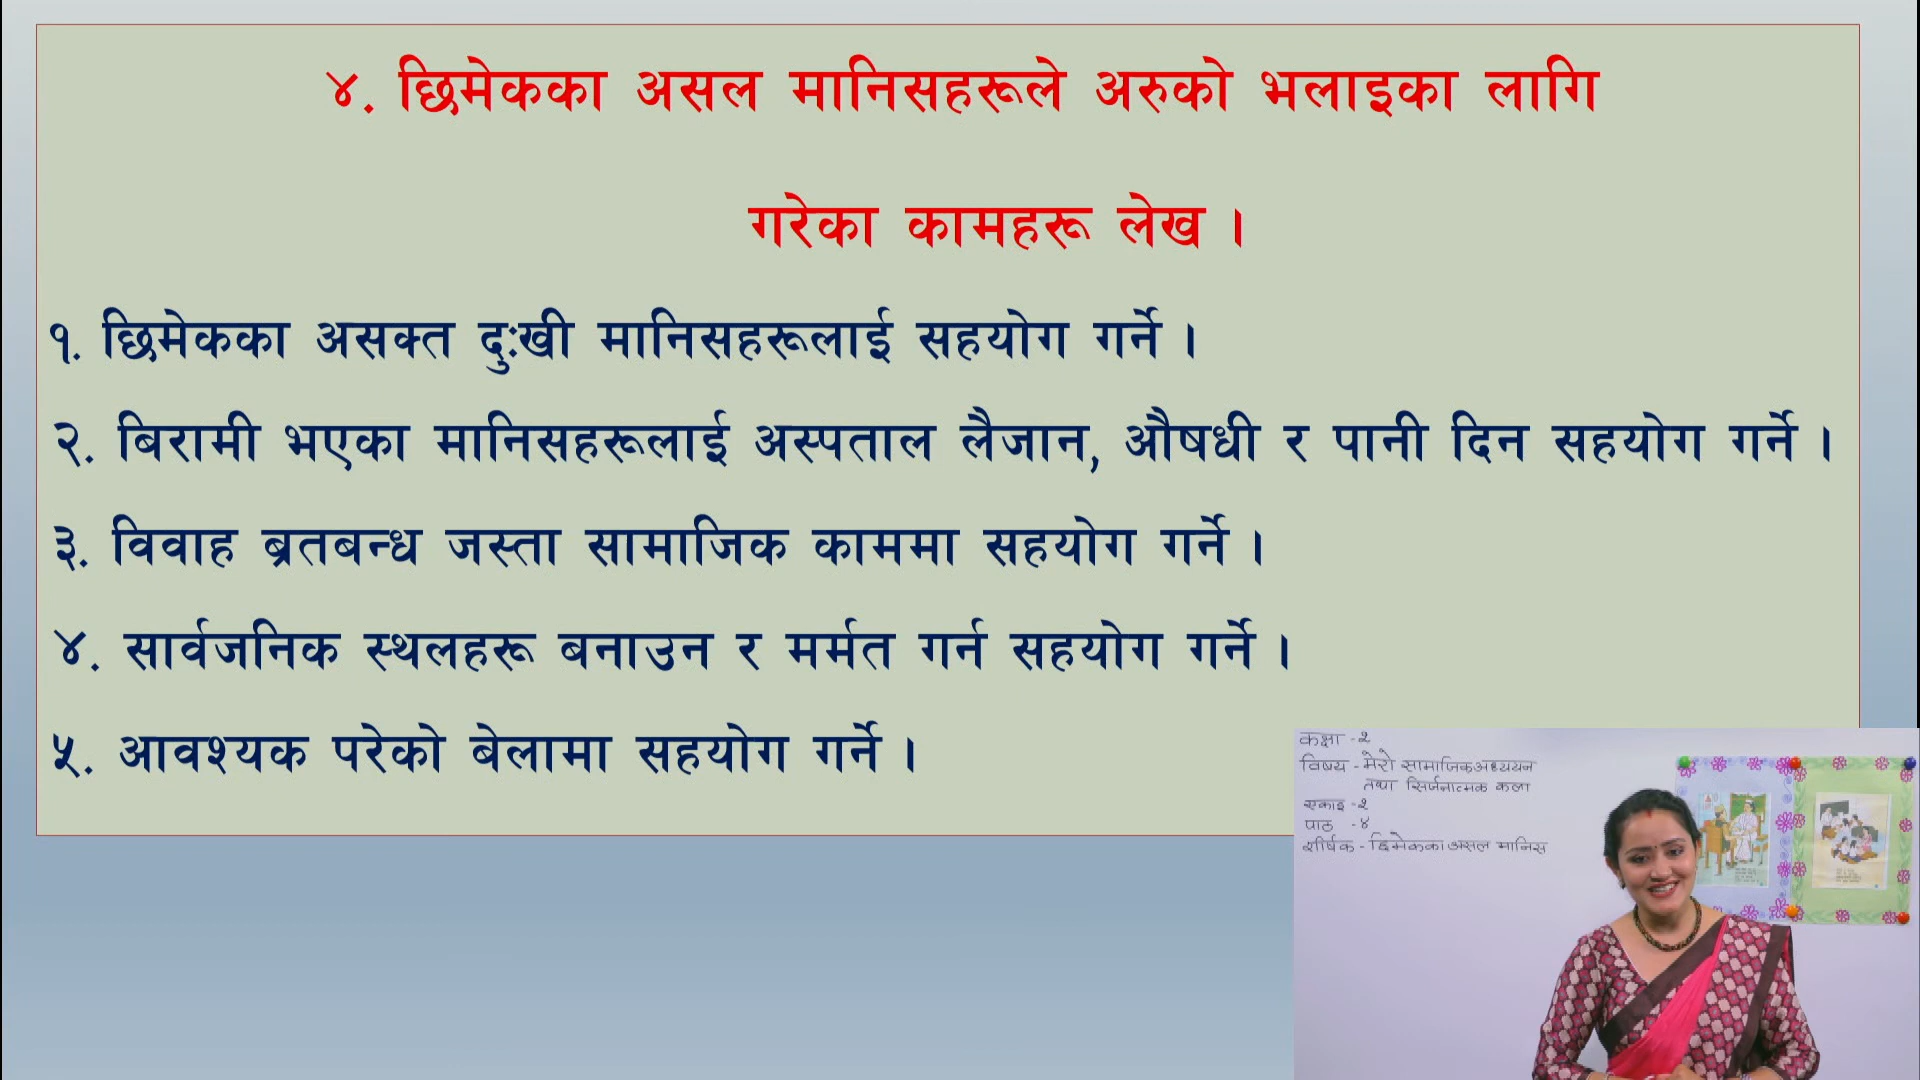 ४. छिमेकका असल मानिसहरूले अरुको भलाइका लागि
गरेका कामहरू लेख ।
१. छिमेकका असक्त दुःखी मानिसहरूलाई सहयोग गर्ने ।
२. बिरामी भएका मानिसहरूलाई अस्पताल लैजान, औषधी र पानी दिन सहयोग गर्ने ।
३. विवाह ब्रतबन्ध जस्ता सामाजिक काममा सहयोग गर्ने ।
४. सार्वजनिक स्थलहरू बनाउन र मर्मत गर्न सहयोग गर्ने ।
५. आवश्यक परेको बेलामा सहयोग गर्ने ।
कक्षा - २
विषय - मेरो सामाजिक अध्ययन
तथा सिर्जनात्मक कला
एकाइ - २
पाठ - ४
शीर्षक - छिमेकका असल मानिस